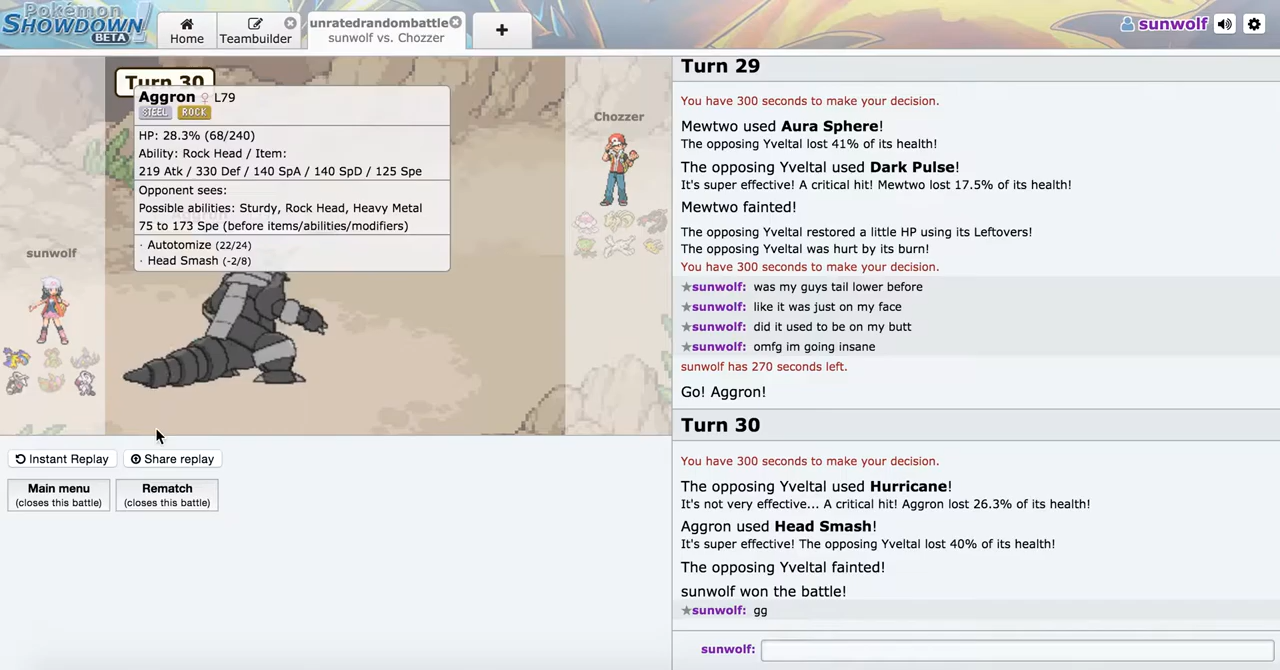 Pokémon
SHOWDOWN
BETA
Home
Teambuilder
unratedrandombattle
sunwolf vs. Chozzer
+
sunwolf
Turn 30
Aggron ♀ L79
STEEL ROCK
HP: 28.3% (68/240)
Ability: Rock Head / Item:
219 Atk / 330 Def / 140 SpA / 140 SpD / 125 Spe
Opponent sees:
Possible abilities: Sturdy, Rock Head, Heavy Metal
75 to 173 Spe (before items/abilities/modifiers)
· Autotomize (22/24)
· Head Smash (-2/8)
sunwolf
Chozzer
Instant Replay
Share replay
Main menu
(closes this battle)
Rematch
(closes this battle)
Turn 29
You have 300 seconds to make your decision.
Mewtwo used Aura Sphere!
The opposing Yveltal lost 41% of its health!
The opposing Yveltal used Dark Pulse!
It's super effective! A critical hit! Mewtwo lost 17.5% of its health!
Mewtwo fainted!
The opposing Yveltal restored a little HP using its Leftovers!
The opposing Yveltal was hurt by its burn!
You have 300 seconds to make your decision.
★sunwolf: was my guys tail lower before
★sunwolf: like it was just on my face
★sunwolf: did it used to be on my butt
★sunwolf: omfg im going insane
sunwolf has 270 seconds left.
Go! Aggron!
Turn 30
You have 300 seconds to make your decision.
The opposing Yveltal used Hurricane!
It's not very effective... A critical hit! Aggron lost 26.3% of its health!
Aggron used Head Smash!
It's super effective! The opposing Yveltal lost 40% of its health!
The opposing Yveltal fainted!
sunwolf won the battle!
★sunwolf: gg
sunwolf: